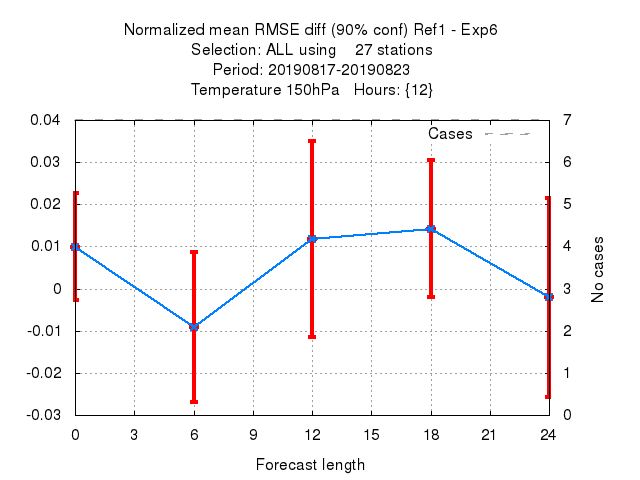 Normalized mean RMSE diff (90% conf) Ref1 - Exp6
Selection: ALL using    27 stations
Period: 20190817-20190823
Temperature 150hPa   Hours: {12}
Cases
0.04
0.03
0.02
0.01
0
-0.01
-0.02
-0.03
7
6
5
4
3
2
1
0
No cases
0 3 6 9 12 15 18 21 24
Forecast length